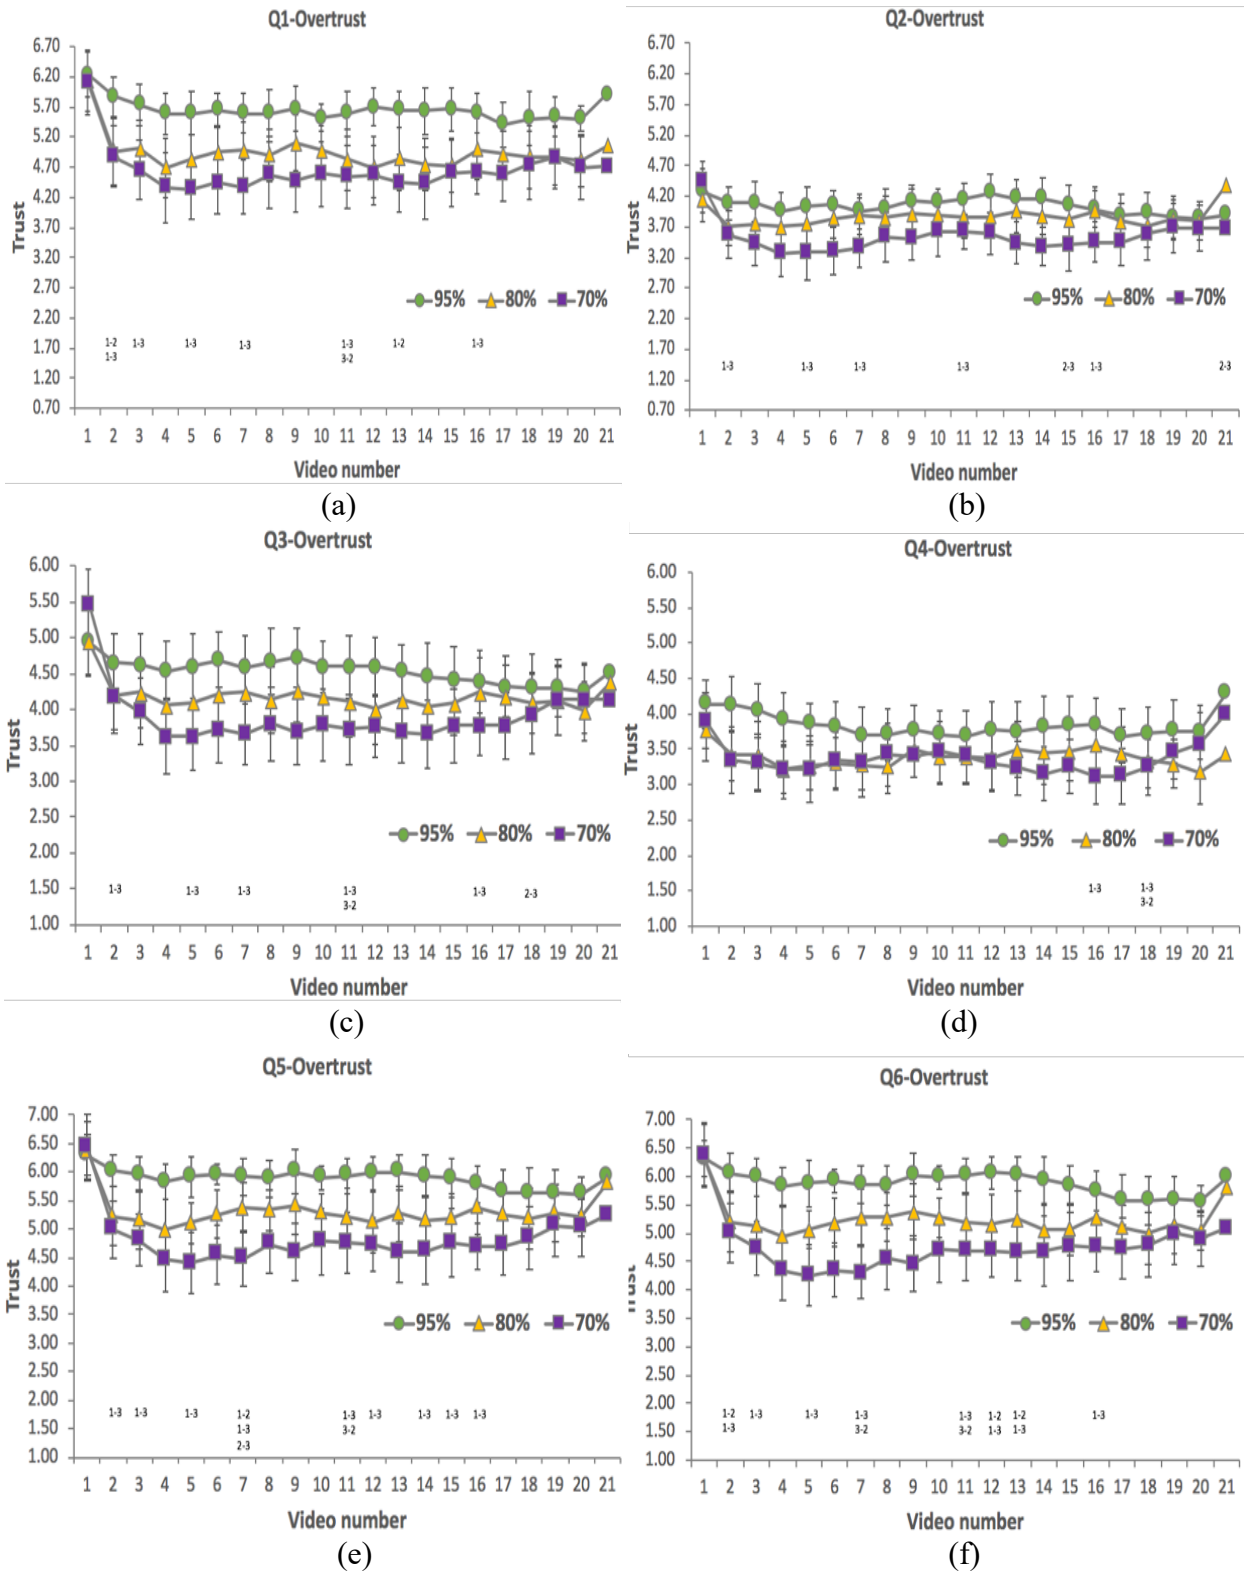 Q1-Overtrust
6.70
6.20
5.70
5.20
4.70
4.20
3.70
3.20
2.70
2.20
1.70
1.20
0.70
Trust
95% 80% 70%
1-2 1-3 1-3 1-3 1-3 1-2 1-3
1-3 3-2
1 2 3 4 5 6 7 8 9 10 11 12 13 14 15 16 17 18 19 20 21
Video number
(a)
Q2-Overtrust
6.70
6.20
5.70
5.20
4.70
4.20
3.70
3.20
2.70
2.20
1.70
1.20
0.70
Trust
95% 80% 70%
1-3 1-3 1-3 1-3 2-3 1-3 2-3
1 2 3 4 5 6 7 8 9 10 11 12 13 14 15 16 17 18 19 20 21
Video number
(b)
Q3-Overtrust
6.00
5.50
5.00
4.50
4.00
3.50
3.00
2.50
2.00
1.50
1.00
Trust
95% 80% 70%
1-3 1-3 1-3 1-3 1-3 2-3
3-2
1 2 3 4 5 6 7 8 9 10 11 12 13 14 15 16 17 18 19 20 21
Video number
(c)
Q4-Overtrust
6.00
5.50
5.00
4.50
4.00
3.50
3.00
2.50
2.00
1.50
1.00
Trust
95% 80% 70%
1-3 1-3
3-2
1 2 3 4 5 6 7 8 9 10 11 12 13 14 15 16 17 18 19 20 21
Video number
(d)
Q5-Overtrust
7.00
6.50
6.00
5.50
5.00
4.50
4.00
3.50
3.00
2.50
2.00
1.50
1.00
Trust
95% 80% 70%
1-3 1-3 1-3 1-2 1-3 1-3 1-3 1-3 1-3
1-3 3-2
2-3
1 2 3 4 5 6 7 8 9 10 11 12 13 14 15 16 17 18 19 20 21
Video number
(e)
Q6-Overtrust
7.00
6.50
6.00
5.50
5.00
4.50
4.00
3.50
3.00
2.50
2.00
1.50
1.00
Trust
95% 80% 70%
1-2 1-3 1-3 1-3 1-3 1-2 1-2 1-3
1-3 3-2 3-2 1-3 1-3
1 2 3 4 5 6 7 8 9 10 11 12 13 14 15 16 17 18 19 20 21
Video number
(f)